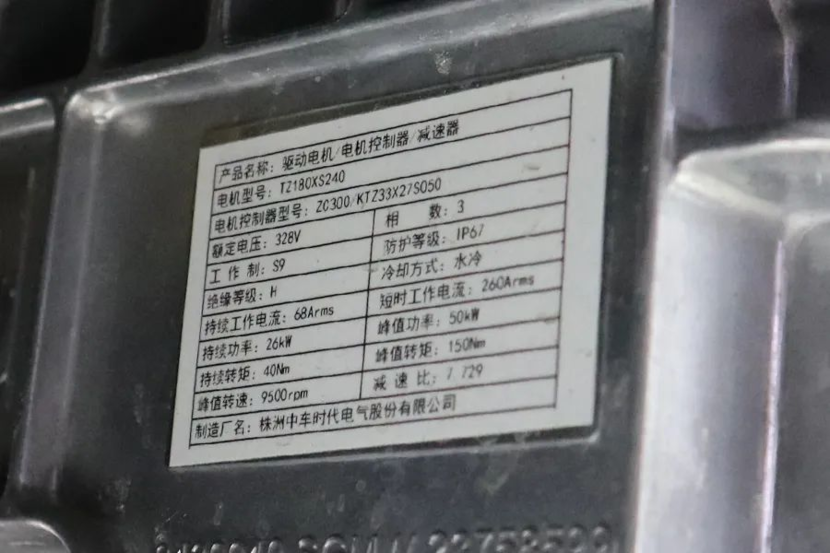 产品名称：驱动电机/电机控制器/减速器
电机型号：TZ180XS240
电机控制器型号：ZC300/KTZ33X27S050
额定电压：328V 相 数：3
工 作 制：S9 防护等级：IP67
绝缘等级：H 冷却方式：水冷
持续工作电流：68Arms 短时工作电流：260Arms
持续功率：26kW 峰值功率：50kW
持续转矩：40Nm 峰值转矩：150Nm
峰值转速：9500rpm 减 速 比：7.729
制造厂名：株洲中车时代电气股份有限公司